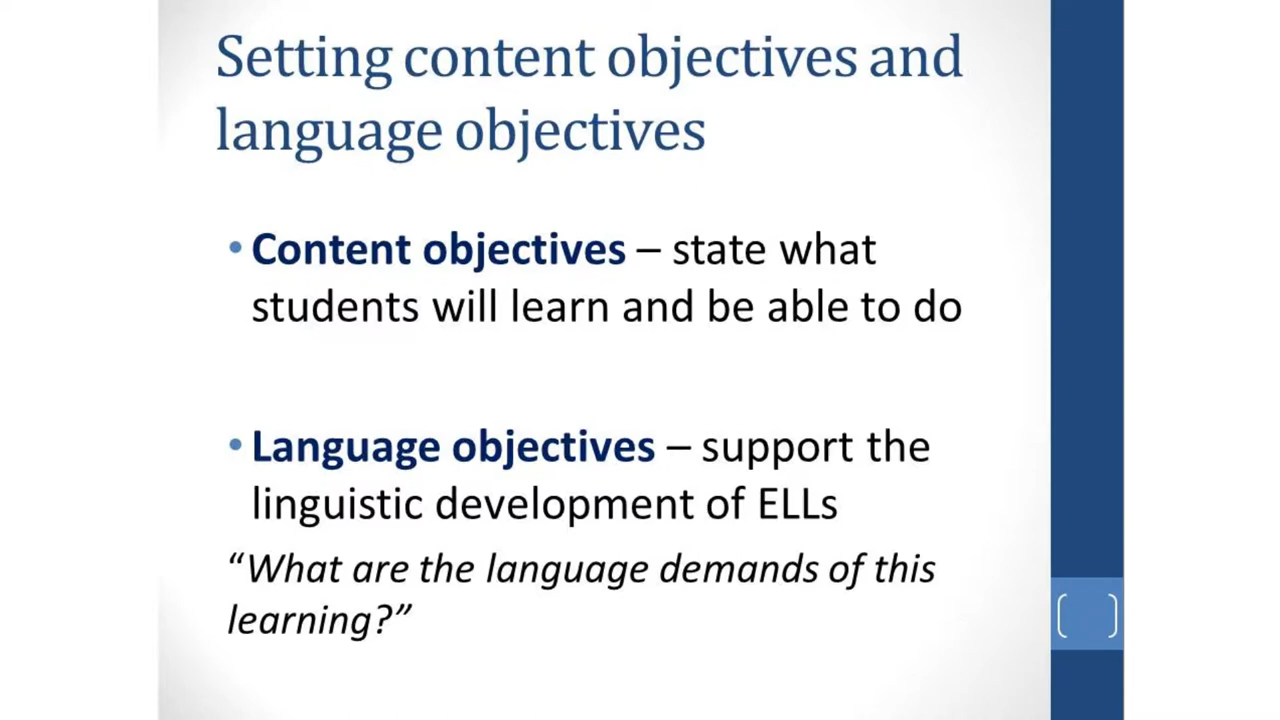 Setting content objectives and
language objectives
• Content objectives – state what
students will learn and be able to do
• Language objectives – support the
linguistic development of ELLs
“What are the language demands of this
learning?”